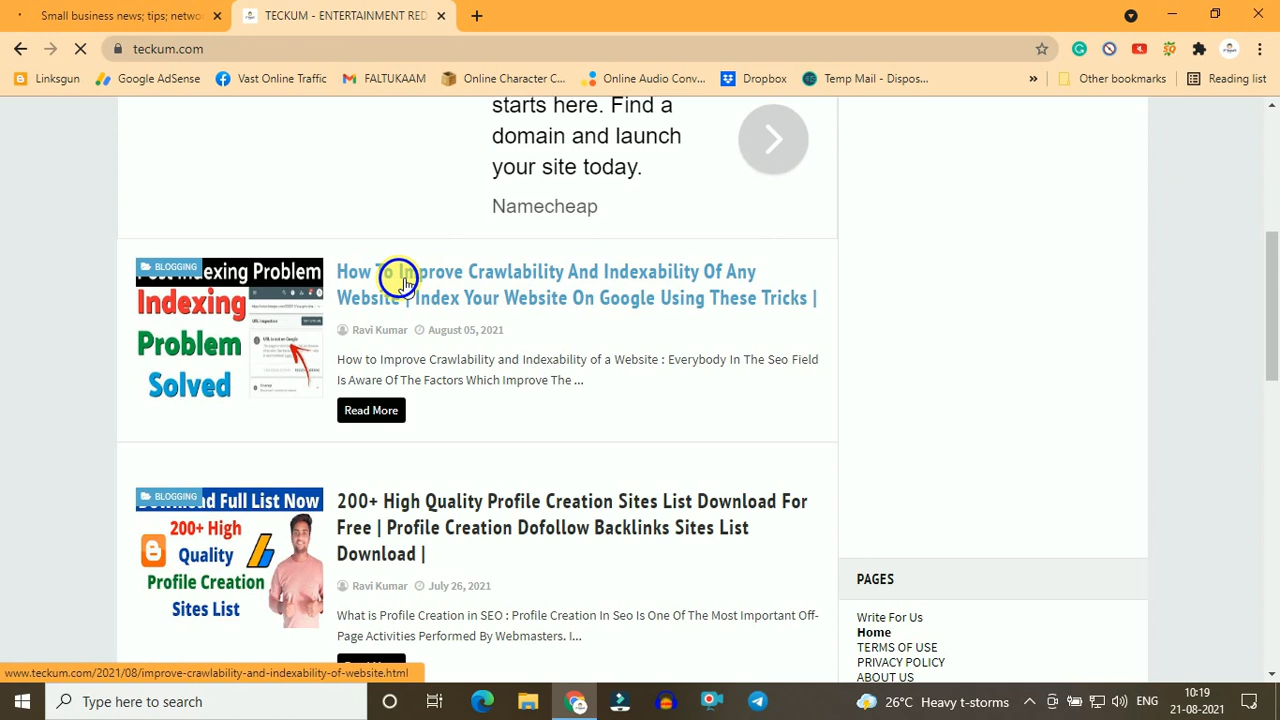 Small business news; tips; netwo
TECKUM - ENTERTAINMENT RED
teckum.com
Linksgun
Google AdSense
Vast Online Traffic
FALTUKAAM
Online Character C...
Online Audio Conv...
Dropbox
Temp Mail - Dispos...
»
Other bookmarks
Reading list
starts here. Find a
domain and launch
your site today.
Namecheap
BLOGGING
Post Indexing Problem
Indexing
Problem
Solved
How To Improve Crawlability And Indexability Of Any
Website | Index Your Website On Google Using These Tricks |
Ravi Kumar August 05, 2021
How to Improve Crawlability and Indexability of a Website : Everybody In The Seo Field
Is Aware Of The Factors Which Improve The ...
Read More
BLOGGING
Download Full List Now
200+ High
Quality
Profile Creation
Sites List
200+ High Quality Profile Creation Sites List Download For
Free | Profile Creation Dofollow Backlinks Sites List
Download |
Ravi Kumar July 26, 2021
What is Profile Creation in SEO : Profile Creation In Seo Is One Of The Most Important Off-
Page Activities Performed By Webmasters. I...
PAGES
Write For Us
Home
TERMS OF USE
PRIVACY POLICY
ABOUT US
www.teckum.com/2021/08/improve-crawlability-and-indexability-of-website.html
Type here to search
26°C Heavy t-storms
ENG
10:19
21-08-2021